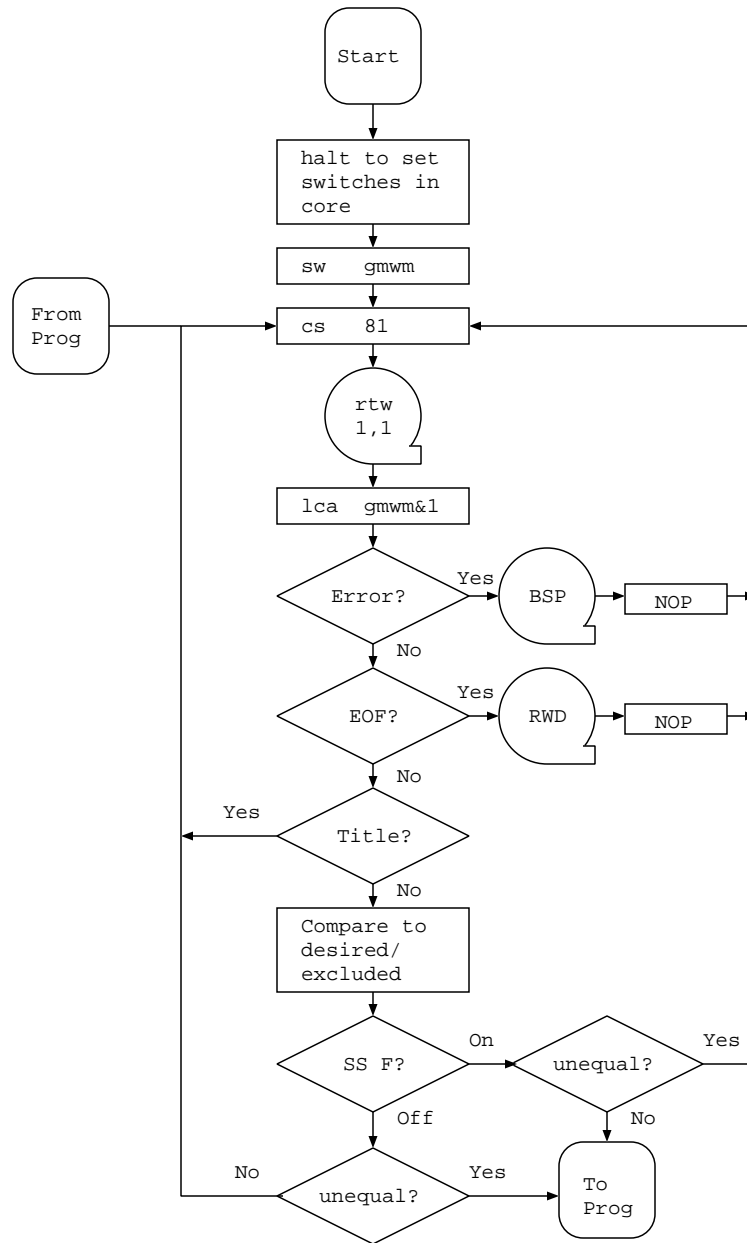 Start
halt to set
switches in
core
sw gmwm
From
Prog
cs 81
rtw
1,1
lca gmwm&1
Error?
Yes
BSP
NOP
No
EOF?
Yes
RWD
NOP
No
Yes
Title?
No
Compare to
desired/
excluded
SS F?
On
unequal?
Yes
Off
No
No
unequal?
Yes
To
Prog